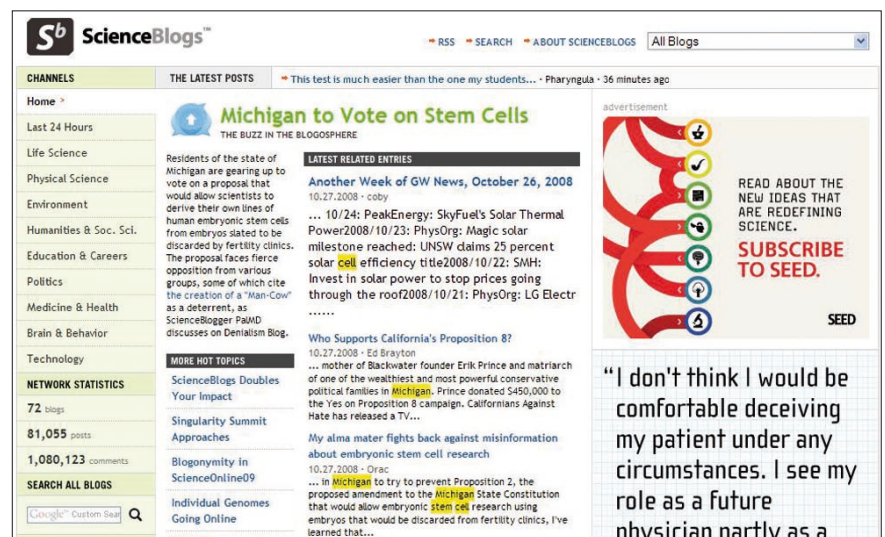 Sb ScienceBlogs™
RSS SEARCH ABOUT SCIENCEBLOGS All Blogs
CHANNELS
Home
Last 24 Hours
Life Science
Physical Science
Environment
Humanities & Soc. Sci.
Education & Careers
Politics
Medicine & Health
Brain & Behavior
Technology
NETWORK STATISTICS
72 blogs
81,055 posts
1,080,123 comments
SEARCH ALL BLOGS
Google™ Custom Sear
THE LATEST POSTS This test is much easier than the one my students... · Pharyngula · 36 minutes ago
Michigan to Vote on Stem Cells
THE BUZZ IN THE BLOGOSPHERE
Residents of the state of
Michigan are gearing up to
vote on a proposal that
would allow scientists to
derive their own lines of
human embryonic stem cells
from embryos slated to be
discarded by fertility clinics.
The proposal faces fierce
opposition from various
groups, some of which cite
the creation of a "Man-Cow"
as a deterrent, as
ScienceBlogger PalMD
discusses on Denialism Blog.
MORE HOT TOPICS
ScienceBlogs Doubles
Your Impact
Singularity Summit
Approaches
Blogonymity in
ScienceOnline09
Individual Genomes
Going Online
LATEST RELATED ENTRIES
Another Week of GW News, October 26, 2008
10.27.2008 · coby
... 10/24: PeakEnergy: SkyFuel's Solar Thermal
Power2008/10/23: PhysOrg: Magic solar
milestone reached: UNSW claims 25 percent
solar cell efficiency title2008/10/22: SMH:
Invest in solar power to stop prices going
through the roof2008/10/21: PhysOrg: LG Electr
......
Who Supports California's Proposition 8?
10.27.2008 · Ed Brayton
... mother of Blackwater founder Erik Prince and matriarch
of one of the wealthiest and most powerful conservative
political families in Michigan. Prince donated $450,000 to
the Yes on Proposition 8 campaign. Californians Against
Hate has released a TV...
My alma mater fights back against misinformation
about embryonic stem cell research
10.27.2008 · Orac
... in Michigan to try to prevent Proposition 2, the
proposed amendment to the Michigan State Constitution
that would allow embryonic stem cell research using
embryos that would be discarded from fertility clinics, I've
learned that...
advertisement
READ ABOUT THE
NEW IDEAS THAT
ARE REDEFINING
SCIENCE.
SUBSCRIBE
TO SEED.
SEED
"I don't think I would be
comfortable deceiving
my patient under any
circumstances. I see my
role as a future
physician partly as a